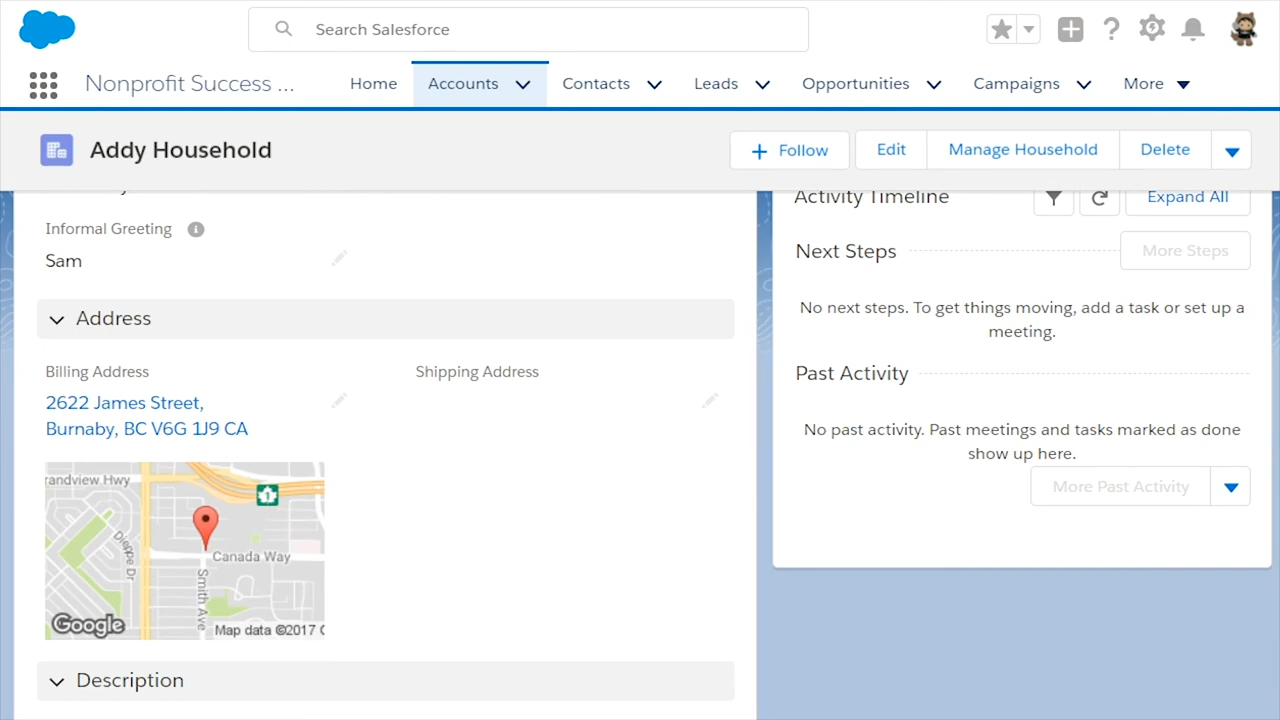 Search Salesforce
Nonprofit Success ...
Home
Accounts
Contacts
Leads
Opportunities
Campaigns
More
Addy Household
Follow
Edit
Manage Household
Delete
Informal Greeting
Sam
Address
Billing Address
Shipping Address
2622 James Street,
Burnaby, BC V6G 1J9 CA
randview Hwy
1
Dieppe Dr
Canada Way
Smith Ave
Google
Map data ©2017
Description
Activity Timeline
Expand All
Next Steps
More Steps
No next steps. To get things moving, add a task or set up a
meeting.
Past Activity
No past activity. Past meetings and tasks marked as done
show up here.
More Past Activity